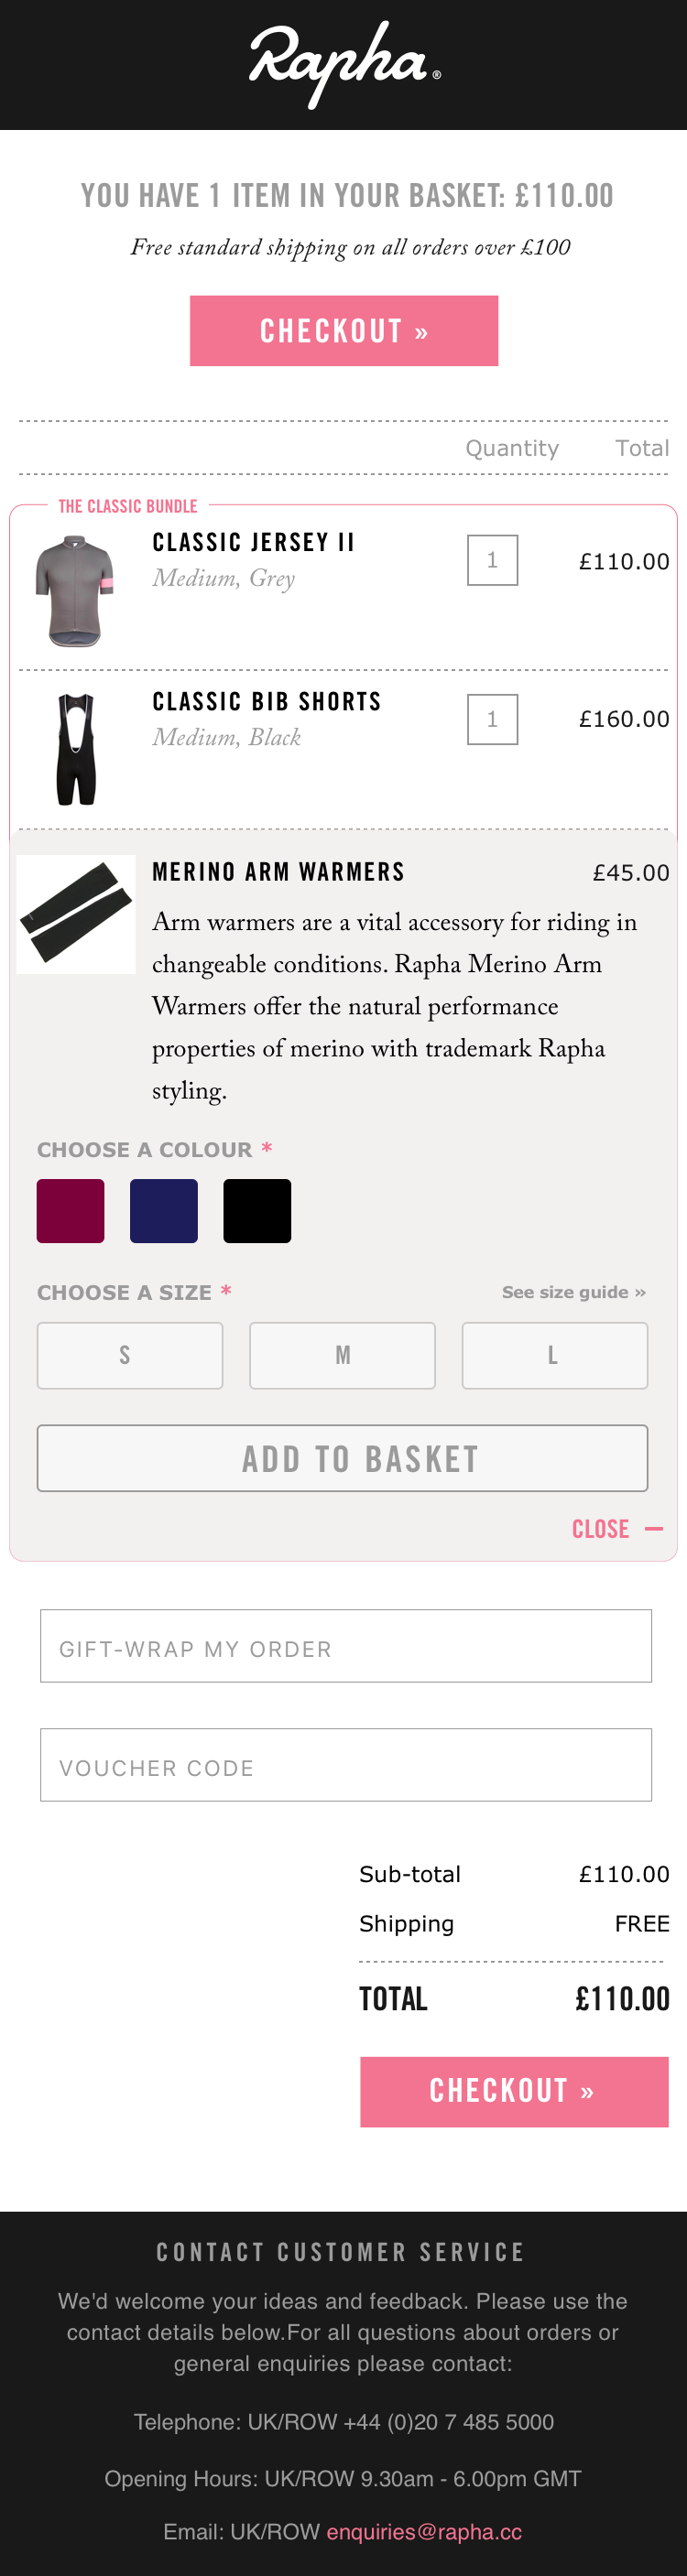 Rapha®
YOU HAVE 1 ITEM IN YOUR BASKET: £110.00
Free standard shipping on all orders over £100
CHECKOUT »
Quantity Total
THE CLASSIC BUNDLE
CLASSIC JERSEY II 1 £110.00
Medium, Grey
CLASSIC BIB SHORTS 1 £160.00
Medium, Black
MERINO ARM WARMERS £45.00
Arm warmers are a vital accessory for riding in
changeable conditions. Rapha Merino Arm
Warmers offer the natural performance
properties of merino with trademark Rapha
styling.
CHOOSE A COLOUR *
CHOOSE A SIZE * See size guide »
S M L
ADD TO BASKET
CLOSE —
GIFT-WRAP MY ORDER
VOUCHER CODE
Sub-total £110.00
Shipping FREE
TOTAL £110.00
CHECKOUT »
CONTACT CUSTOMER SERVICE
We'd welcome your ideas and feedback. Please use the
contact details below.For all questions about orders or
general enquiries please contact:
Telephone: UK/ROW +44 (0)20 7 485 5000
Opening Hours: UK/ROW 9.30am - 6.00pm GMT
Email: UK/ROW enquiries@rapha.cc